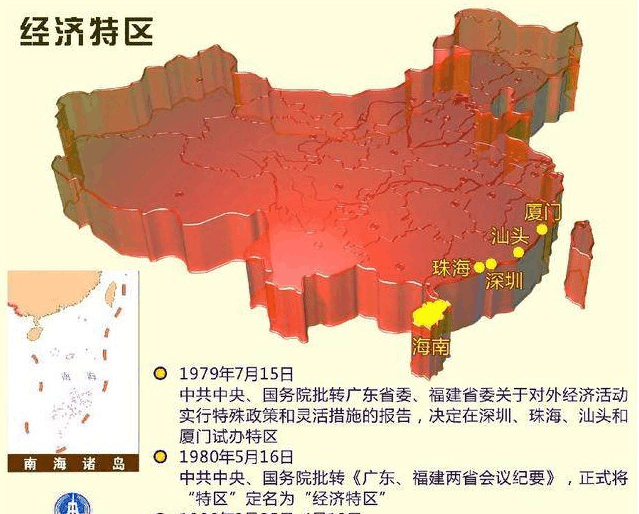 经济特区
厦门
汕头
珠海
深圳
海南
南海诸岛
1979年7月15日
中共中央、国务院批转广东省委、福建省委关于对外经济活动
实行特殊政策和灵活措施的报告，决定在深圳、珠海、汕头和
厦门试办特区
1980年5月16日
中共中央、国务院批转《广东、福建两省会议纪要》，正式将
“特区”定名为“经济特区”